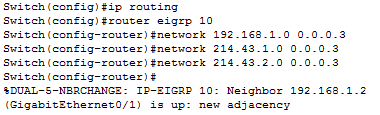 Switch(config)#ip routing
Switch(config)#router eigrp 10
Switch(config-router)#network 192.168.1.0 0.0.0.3
Switch(config-router)#network 214.43.1.0 0.0.0.3
Switch(config-router)#network 214.43.2.0 0.0.0.3
Switch(config-router)#
%DUAL-5-NBRCHANGE: IP-EIGRP 10: Neighbor 192.168.1.2
(GigabitEthernet0/1) is up: new adjacency